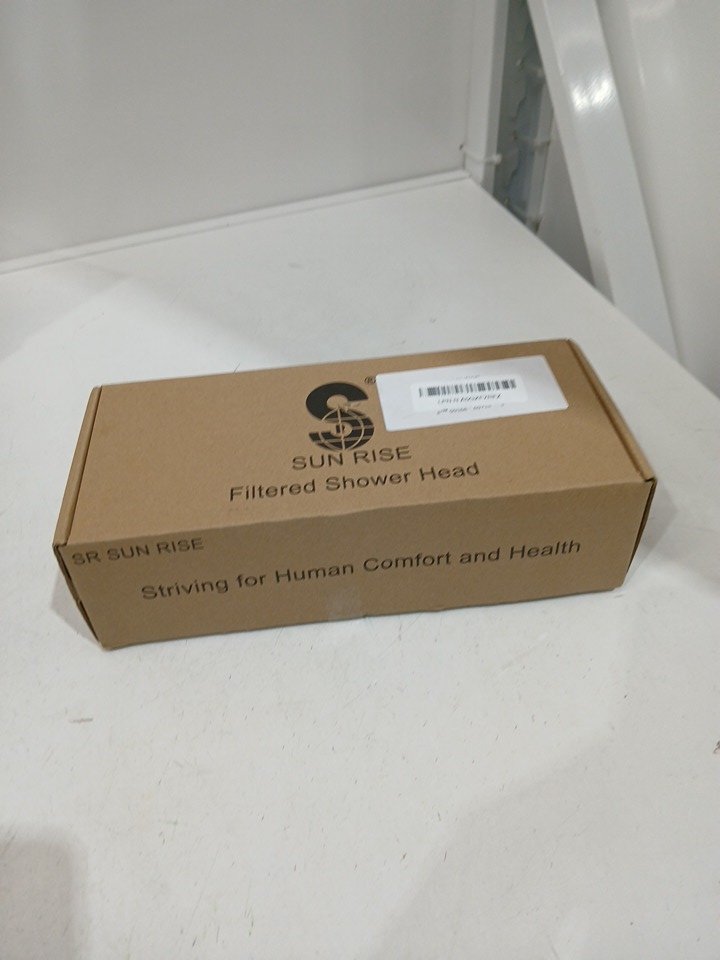 ®
SUN RISE
Filtered Shower Head
SR SUN RISE
Striving for Human Comfort and Health